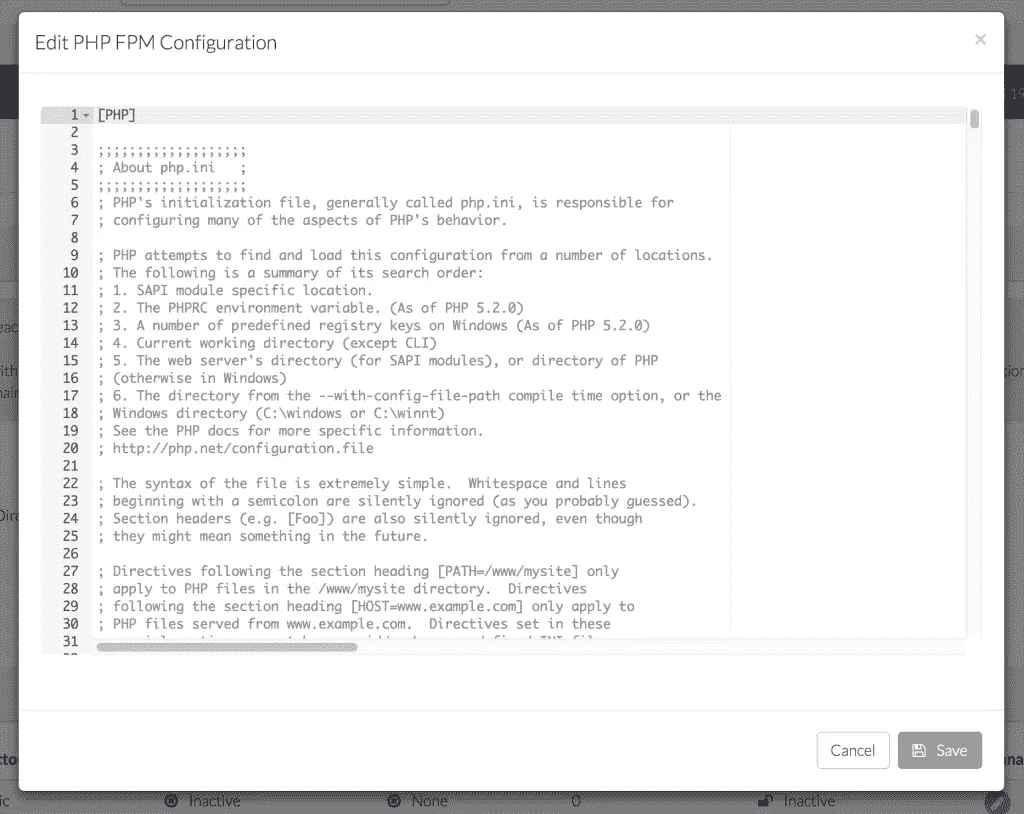 Edit PHP FPM Configuration ×
1 [PHP]
2
3 ;;;;;;;;;;;;;;;;;;;
4 ; About php.ini   ;
5 ;;;;;;;;;;;;;;;;;;;
6 ; PHP's initialization file, generally called php.ini, is responsible for
7 ; configuring many of the aspects of PHP's behavior.
8
9 ; PHP attempts to find and load this configuration from a number of locations.
10 ; The following is a summary of its search order:
11 ; 1. SAPI module specific location.
12 ; 2. The PHPRC environment variable. (As of PHP 5.2.0)
13 ; 3. A number of predefined registry keys on Windows (As of PHP 5.2.0)
14 ; 4. Current working directory (except CLI)
15 ; 5. The web server's directory (for SAPI modules), or directory of PHP
16 ; (otherwise in Windows)
17 ; 6. The directory from the --with-config-file-path compile time option, or the
18 ; Windows directory (C:\windows or C:\winnt)
19 ; See the PHP docs for more specific information.
20 ; http://php.net/configuration.file
21
22 ; The syntax of the file is extremely simple.  Whitespace and lines
23 ; beginning with a semicolon are silently ignored (as you probably guessed).
24 ; Section headers (e.g. [Foo]) are also silently ignored, even though
25 ; they might mean something in the future.
26
27 ; Directives following the section heading [PATH=/www/mysite] only
28 ; apply to PHP files in the /www/mysite directory.  Directives
29 ; following the section heading [HOST=www.example.com] only apply to
30 ; PHP files served from www.example.com.  Directives set in these
31
Cancel Save
Inactive None 0 Inactive